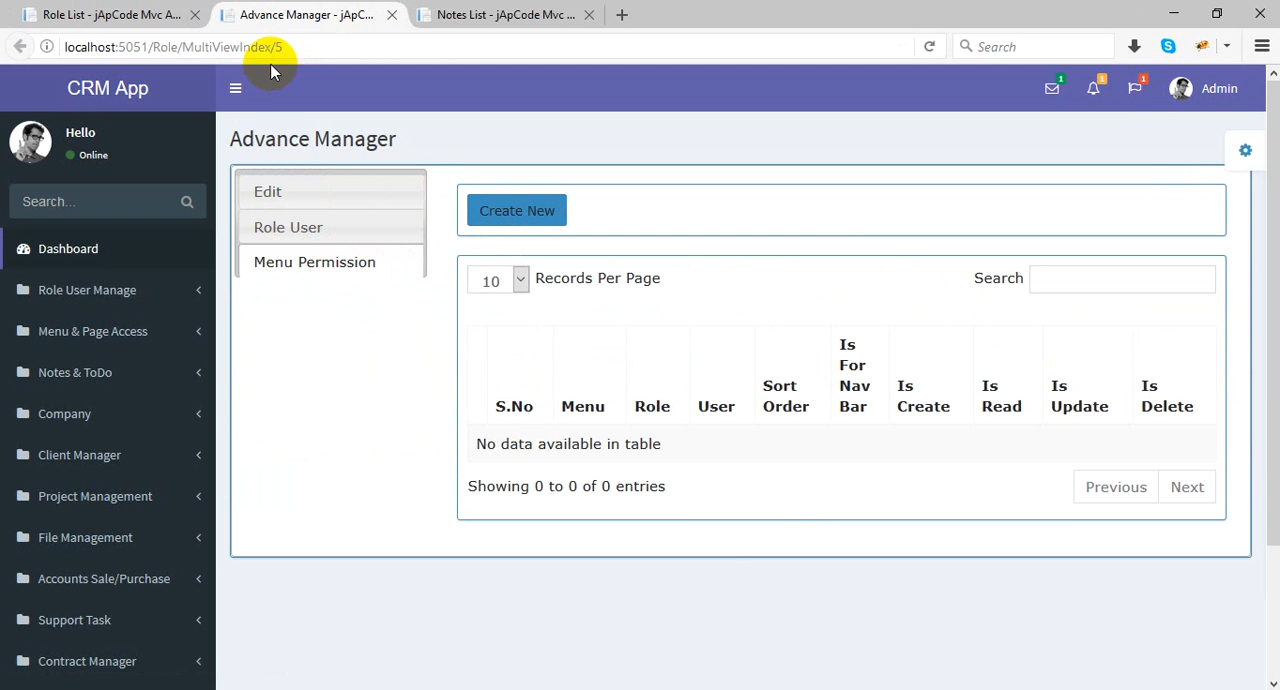 Role List - jApCode Mvc A...
Advance Manager - jApC...
Notes List - jApCode Mvc ...
localhost:5051/Role/MultiViewIndex/5
Search
CRM App
1
1
1
Admin
Hello
Online
Search...
Dashboard
Role User Manage
Menu & Page Access
Notes & ToDo
Company
Client Manager
Project Management
File Management
Accounts Sale/Purchase
Support Task
Contract Manager
Advance Manager
Edit
Role User
Menu Permission
Create New
10 Records Per Page
Search
S.No Menu Role User Sort Order Is For Nav Bar Is Create Is Read Is Update Is Delete
No data available in table
Showing 0 to 0 of 0 entries
Previous Next